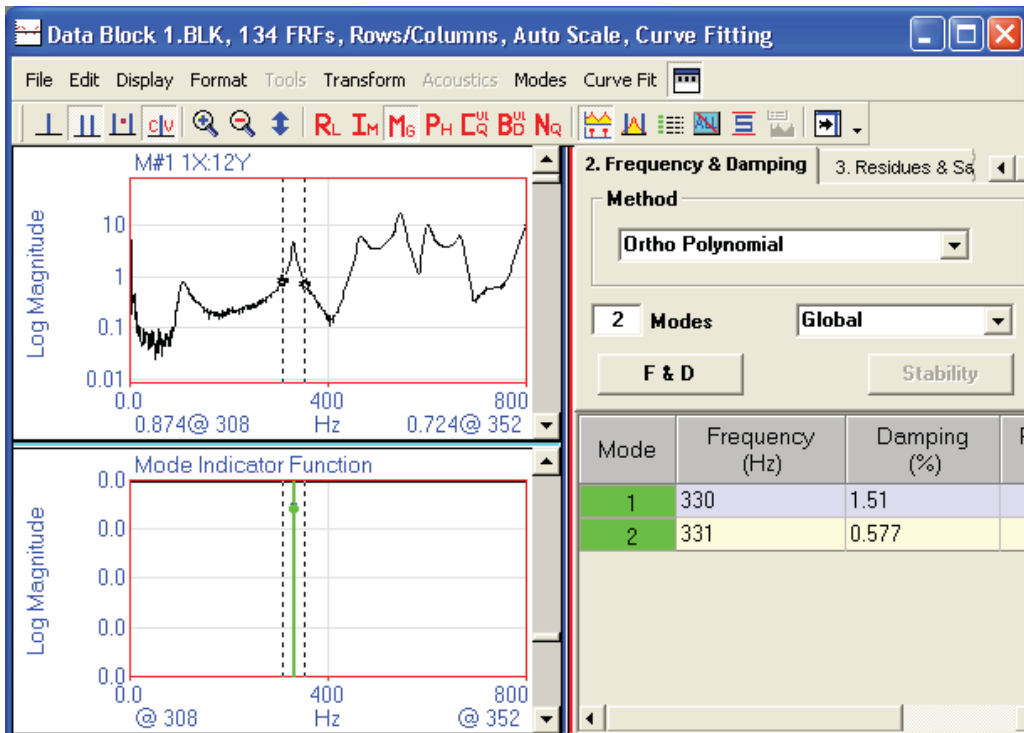 Data Block 1.BLK, 134 FRFs, Rows/Columns, Auto Scale, Curve Fitting
File Edit Display Format Tools Transform Acoustics Modes Curve Fit
RL IM MG PH NQ
M#1 1X:12Y
Log Magnitude
10
1
0.1
0.01
0.0 400 800
0.874@ 308 Hz 0.724@ 352
Mode Indicator Function
Log Magnitude
0.0
0.0
0.0
0.0
0.0
0.0 400 800
@ 308 Hz @ 352
2. Frequency & Damping 3. Residues & Sa
Method
Ortho Polynomial
2 Modes Global
F & D Stability
Mode Frequency (Hz) Damping (%)
1 330 1.51
2 331 0.577